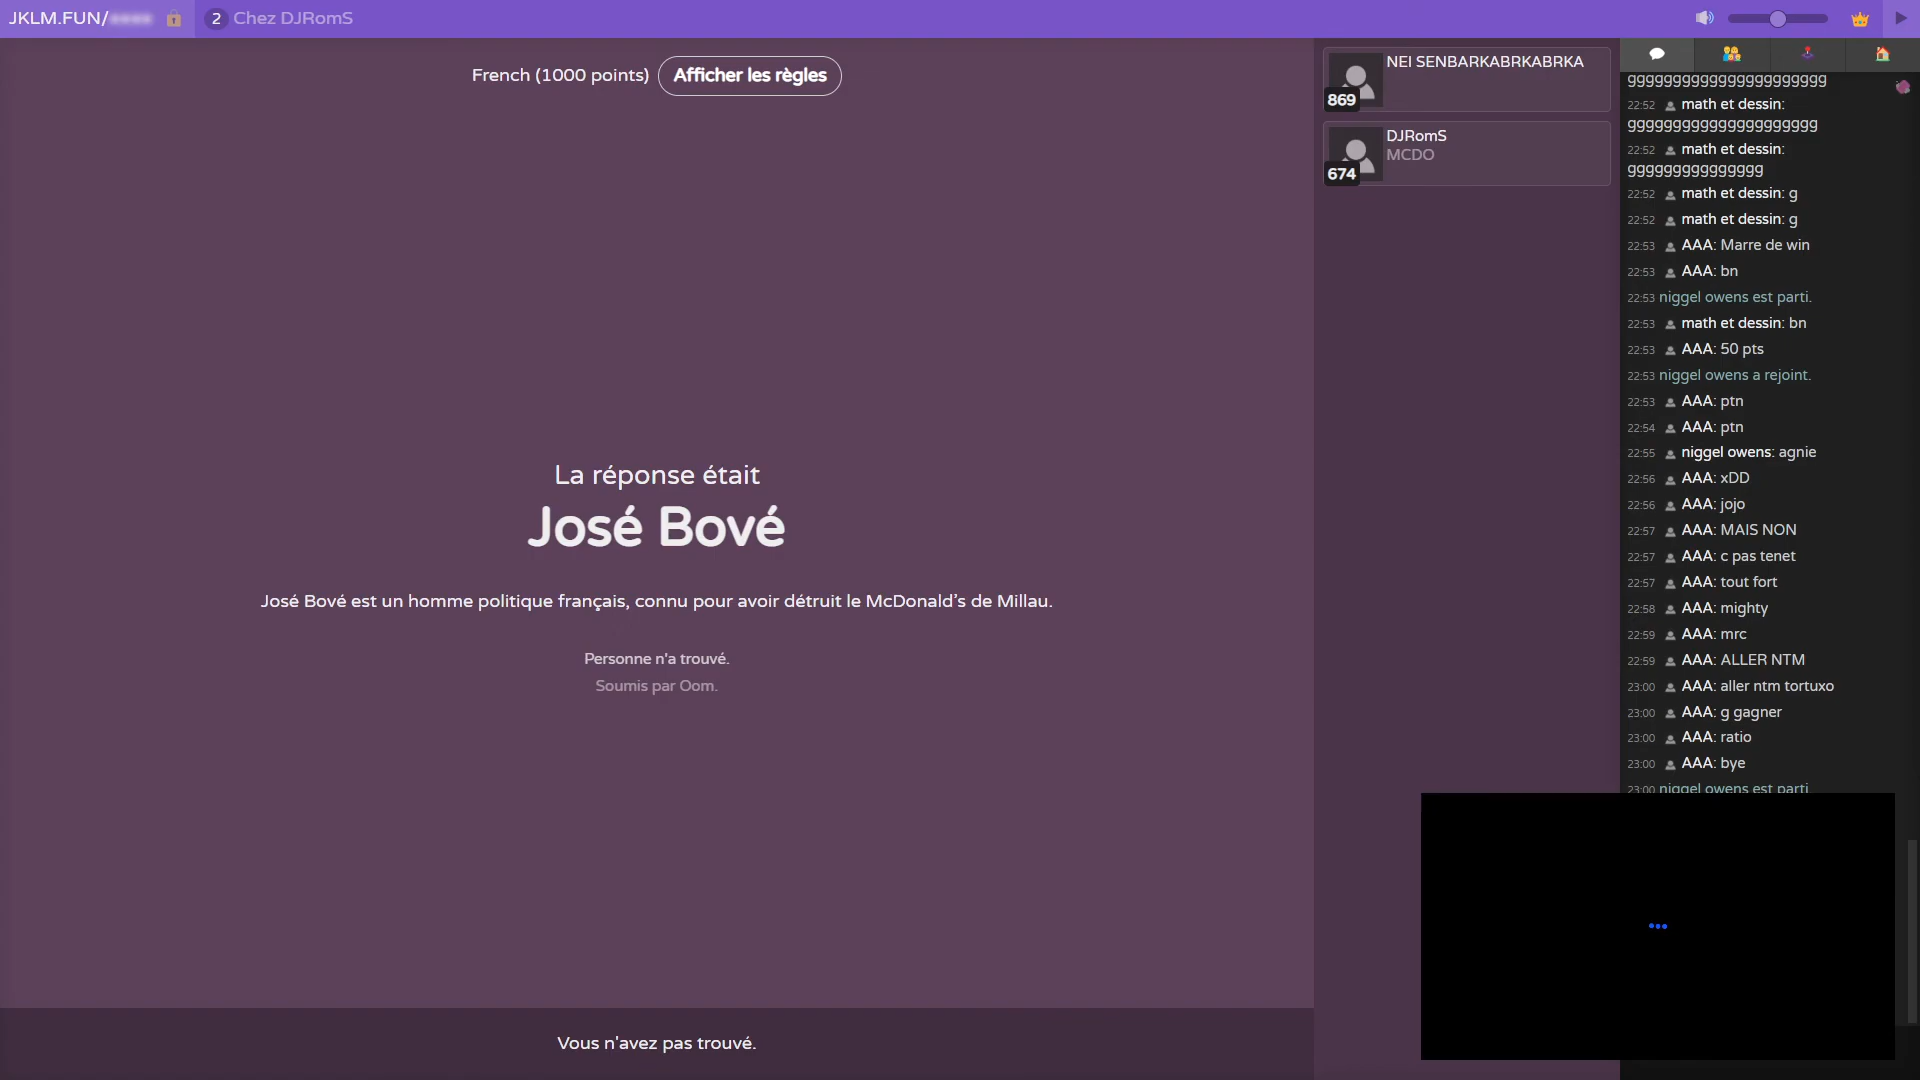 JKLM.FUN/
2 Chez DJRomS
French (1000 points) Afficher les règles
La réponse était
José Bové
José Bové est un homme politique français, connu pour avoir détruit le McDonald's de Millau.
Personne n'a trouvé.
Soumis par Oom.
Vous n'avez pas trouvé.
NEI SENBARKABRKABRKA
869
DJRomS
MCDO
674
gggggggggggggggggggggg
22:52 math et dessin:
ggggggggggggggggggggg
22:52 math et dessin:
ggggggggggggggg
22:52 math et dessin: g
22:52 math et dessin: g
22:53 AAA: Marre de win
22:53 AAA: bn
22:53 niggel owens est parti.
22:53 math et dessin: bn
22:53 AAA: 50 pts
22:53 niggel owens a rejoint.
22:53 AAA: ptn
22:54 AAA: ptn
22:55 niggel owens: agnie
22:56 AAA: xDD
22:56 AAA: jojo
22:57 AAA: MAIS NON
22:57 AAA: c pas tenet
22:57 AAA: tout fort
22:58 AAA: mighty
22:59 AAA: mrc
22:59 AAA: ALLER NTM
23:00 AAA: aller ntm tortuxo
23:00 AAA: g gagner
23:00 AAA: ratio
23:00 AAA: bye
23:00 niggel owens est parti